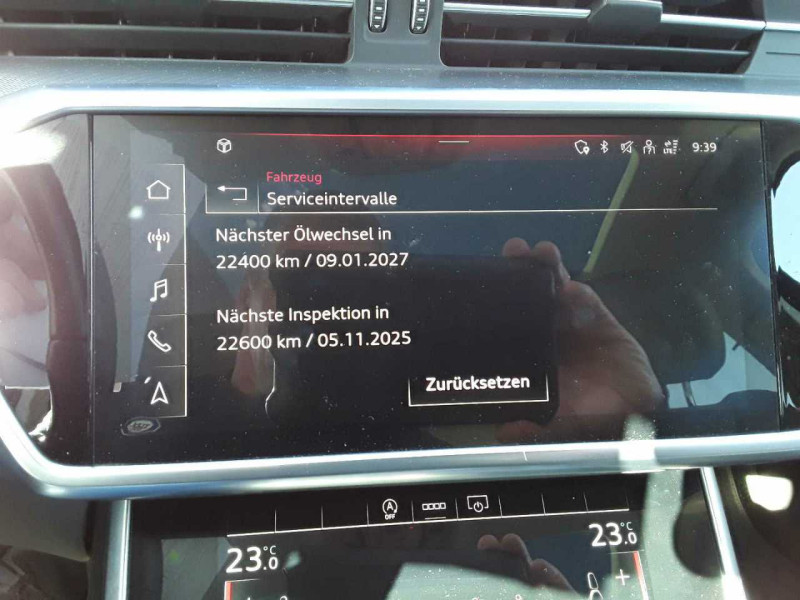 9:39
Fahrzeug
Serviceintervalle
Nächster Ölwechsel in
22400 km / 09.01.2027
Nächste Inspektion in
22600 km / 05.11.2025
Zurücksetzen
A
OFF
23.0 °C
23.0 °C